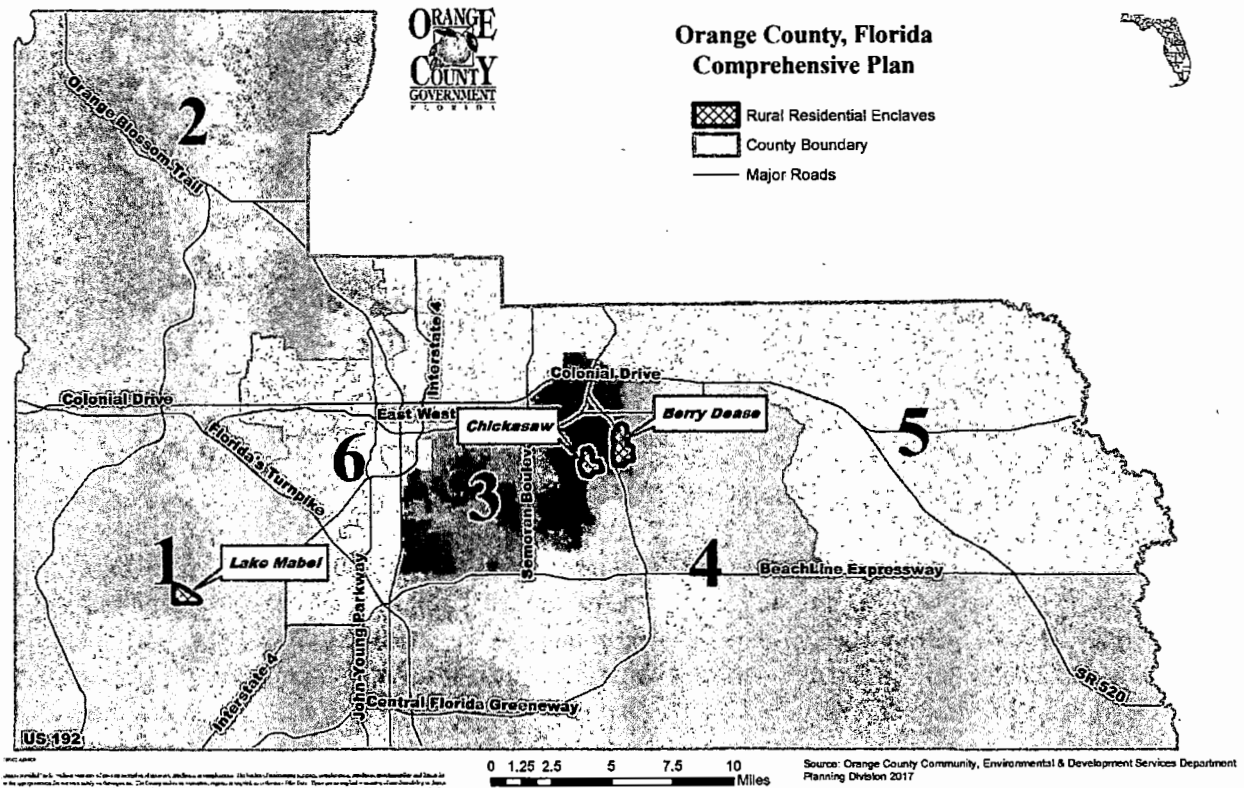 ORANGE
COUNTY
GOVERNMENT
FLORIDA
Orange County, Florida
Comprehensive Plan
Rural Residential Enclaves
County Boundary
Major Roads
2
Orange Blossom Trail
Interstate 4
Colonial Drive
Colonial Drive
East West
Chickasaw
Berry Dease
5
6
Florida's Turnpike
3
Semoran Boulev
1
Lake Mabel
4
BeachLine Expressway
John Young Parkway
Interstate 4
Central Florida Greeneway
SR 520
US 192
0 1.25 2.5 5 7.5 10
Miles
Source: Orange County Community, Environmental & Development Services Department
Planning Division 2017